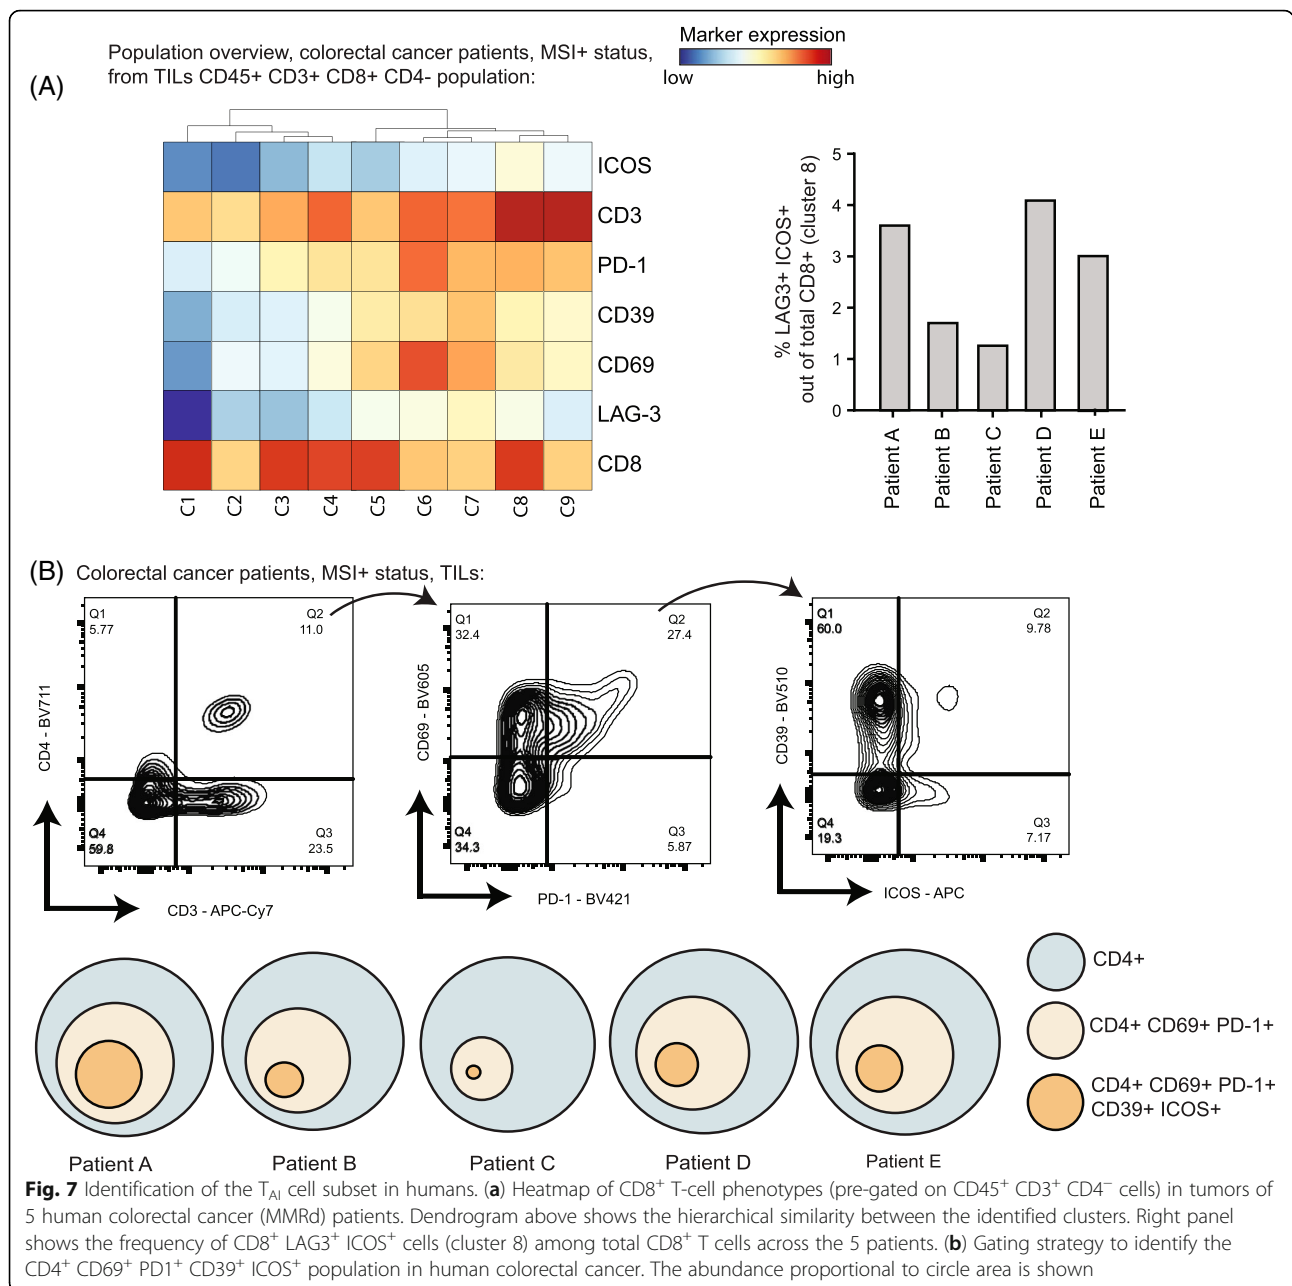 (A)
Population overview, colorectal cancer patients, MSI+ status,
from TILs CD45+ CD3+ CD8+ CD4- population:
Marker expression
low high
ICOS
CD3
PD-1
CD39
CD69
LAG-3
CD8
C1 C2 C3 C4 C5 C6 C7 C8 C9
% LAG3+ ICOS+
out of total CD8+ (cluster 8)
5
4
3
2
1
0
Patient A Patient B Patient C Patient D Patient E
(B) Colorectal cancer patients, MSI+ status, TILs:
Q1
5.77
Q2
11.0
Q4
59.8
Q3
23.5
CD4 - BV711
CD3 - APC-Cy7
Q1
32.4
Q2
27.4
Q4
34.3
Q3
5.87
CD69 - BV605
PD-1 - BV421
Q1
60.0
Q2
9.78
Q4
19.3
Q3
7.17
CD39 - BV510
ICOS - APC
CD4+
CD4+ CD69+ PD-1+
CD4+ CD69+ PD-1+
CD39+ ICOS+
Patient A Patient B Patient C Patient D Patient E
Fig. 7 Identification of the TAI cell subset in humans. (a) Heatmap of CD8+ T-cell phenotypes (pre-gated on CD45+ CD3+ CD4− cells) in tumors of
5 human colorectal cancer (MMRd) patients. Dendrogram above shows the hierarchical similarity between the identified clusters. Right panel
shows the frequency of CD8+ LAG3+ ICOS+ cells (cluster 8) among total CD8+ T cells across the 5 patients. (b) Gating strategy to identify the
CD4+ CD69+ PD1+ CD39+ ICOS+ population in human colorectal cancer. The abundance proportional to circle area is shown